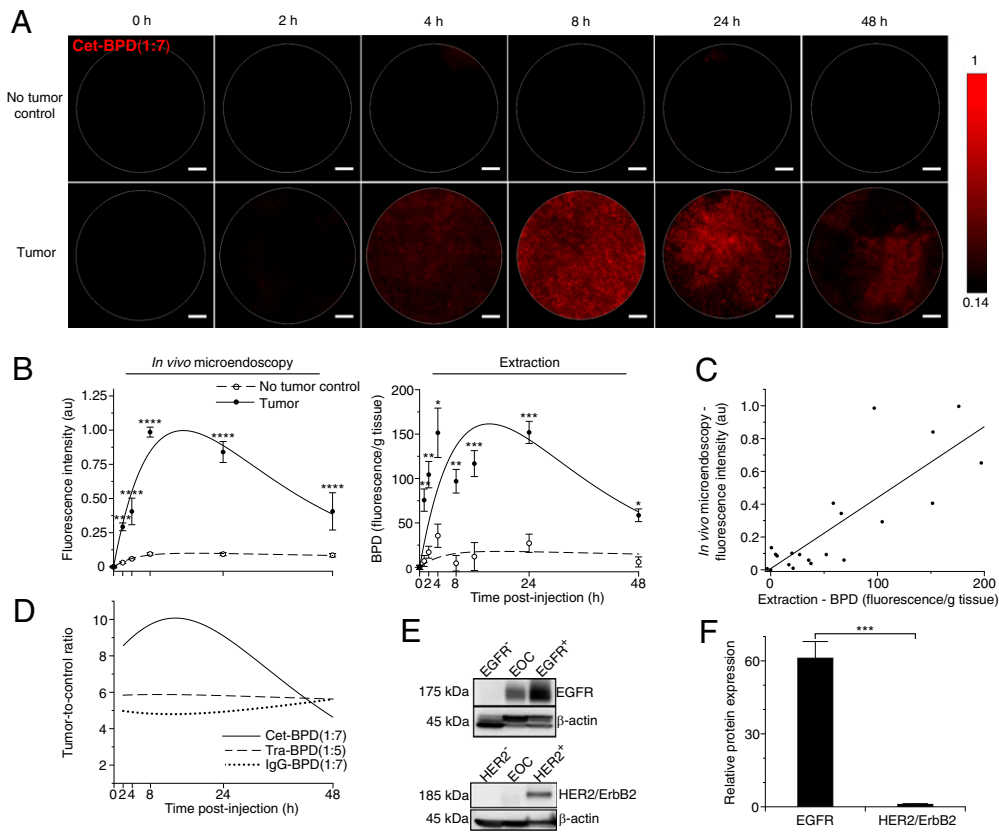 A
0 h 2 h 4 h 8 h 24 h 48 h
Cet-BPD(1:7)
No tumor
control
Tumor
1
0.14
B
In vivo microendoscopy
No tumor control
Tumor
Fluorescence intensity (au)
1.25
1.00
0.75
0.50
0.25
0
*** **** **** **** **** ****
Extraction
BPD (fluorescence/g tissue)
200
150
100
50
0
** ** * ** *** *** *
0 2 4 8 24 48
Time post-injection (h)
C
In vivo microendoscopy -
fluorescence intensity (au)
1.0
0.8
0.6
0.4
0.2
0
0 100 200
Extraction - BPD (fluorescence/g tissue)
D
Tumor-to-control ratio
10
8
6
4
2
Cet-BPD(1:7)
Tra-BPD(1:5)
IgG-BPD(1:7)
0 2 4 8 24 48
Time post-injection (h)
E
EGFR- EOC EGFR+
175 kDa EGFR
45 kDa β-actin
HER2- EOC HER2+
185 kDa HER2/ErbB2
45 kDa β-actin
F
***
Relative protein expression
60
40
20
0
EGFR HER2/ErbB2